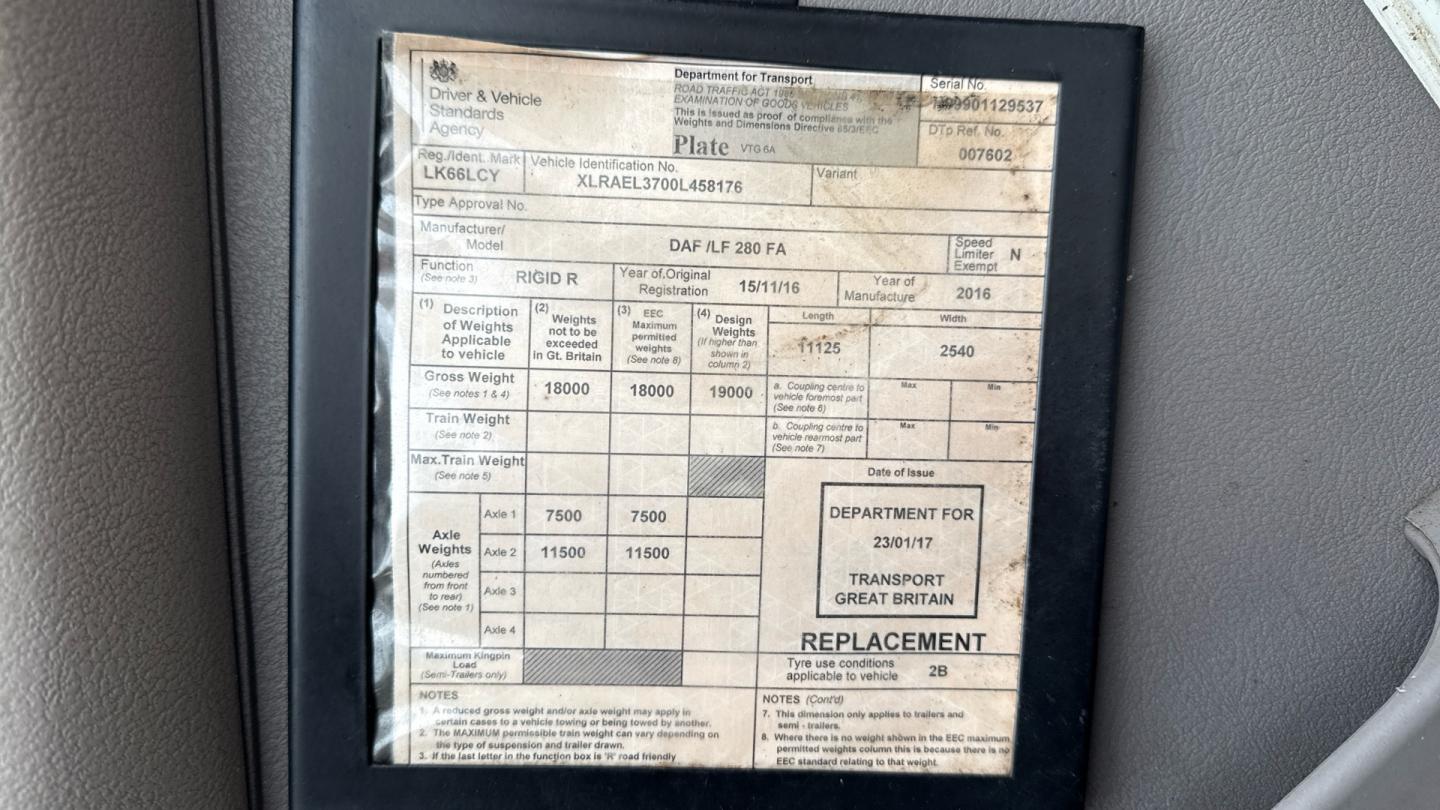 Driver & Vehicle
Standards
Agency
Department for Transport
ROAD TRAFFIC ACT
EXAMINATION OF GOODS VEHICLES
This is issued as proof of compliance with the
Weights and Dimensions Directive 85/3/EEC
Plate VTG 6A
Serial No.
9901129537
DTp Ref. No.
007602
Reg./Ident. Mark
LK66LCY
Vehicle Identification No.
XLRAEL3700L458176
Variant
Type Approval No.
Manufacturer/
Model
DAF /LF 280 FA
Speed
Limiter
Exempt
N
Function
(See note 3)
RIGID R
Year of Original
Registration
15/11/16
Year of
Manufacture
2016
(1) Description
of Weights
Applicable
to vehicle
(2) Weights
not to be
exceeded
in Gt. Britain
(3) EEC
Maximum
permitted
weights
(See note 8)
(4) Design
Weights
(If higher than
shown in
column 2)
Length
11125
Width
2540
Gross Weight
(See notes 1 & 4)
18000
18000
19000
a. Coupling centre to
vehicle foremost part
(See note 6)
Max
Min
Train Weight
(See note 2)
b. Coupling centre to
vehicle rearmost part
(See note 7)
Max
Min
Max.Train Weight
(See note 5)
Axle
Weights
(Axles
numbered
from front
to rear)
(See note 1)
Axle 1
7500
7500
Axle 2
11500
11500
Axle 3
Axle 4
Date of Issue
DEPARTMENT FOR
23/01/17
TRANSPORT
GREAT BRITAIN
REPLACEMENT
Maximum Kingpin
Load
(Semi-Trailers only)
Tyre use conditions
applicable to vehicle
2B
NOTES
1. A reduced gross weight and/or axle weight may apply in
certain cases to a vehicle towing or being towed by another.
2. The MAXIMUM permissible train weight can vary depending on
the type of suspension and trailer drawn.
3. If the last letter in the function box is 'R' road friendly
NOTES (Cont'd)
7. This dimension only applies to trailers and
semi - trailers.
8. Where there is no weight shown in the EEC maximum
permitted weights column this is because there is no
EEC standard relating to that weight.